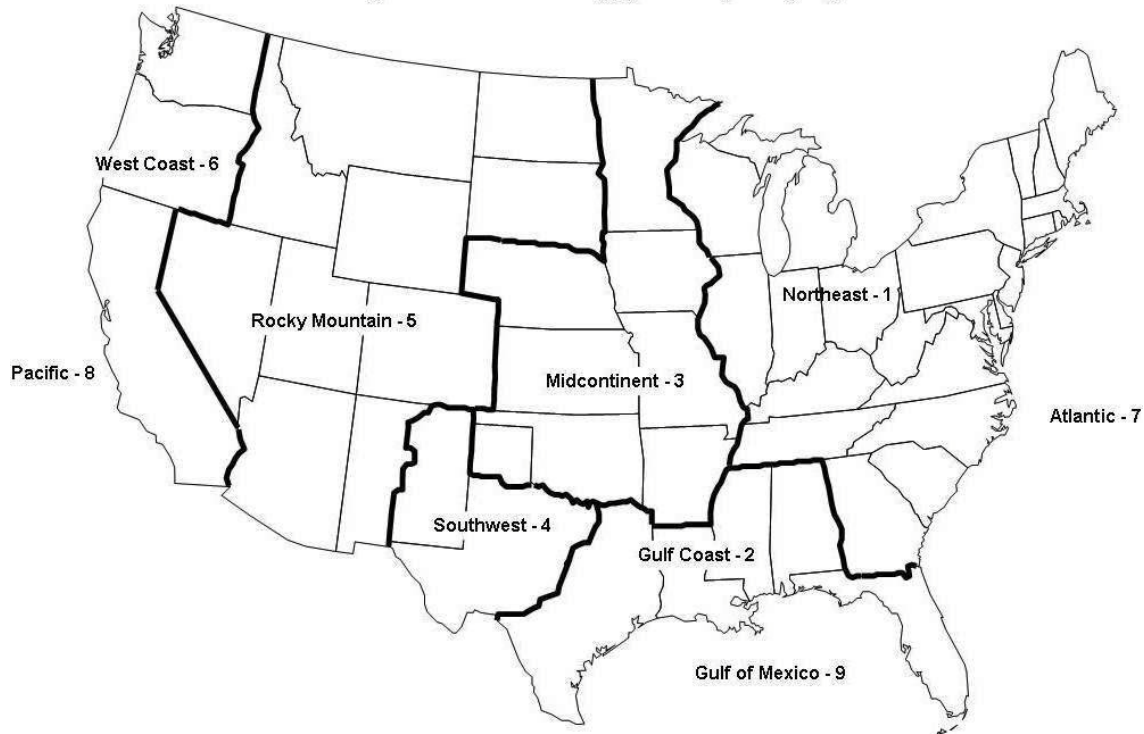 West Coast - 6
Northeast - 1
Rocky Mountain - 5
Pacific - 8
Midcontinent - 3
Atlantic - 7
Southwest - 4
Gulf Coast - 2
Gulf of Mexico - 9